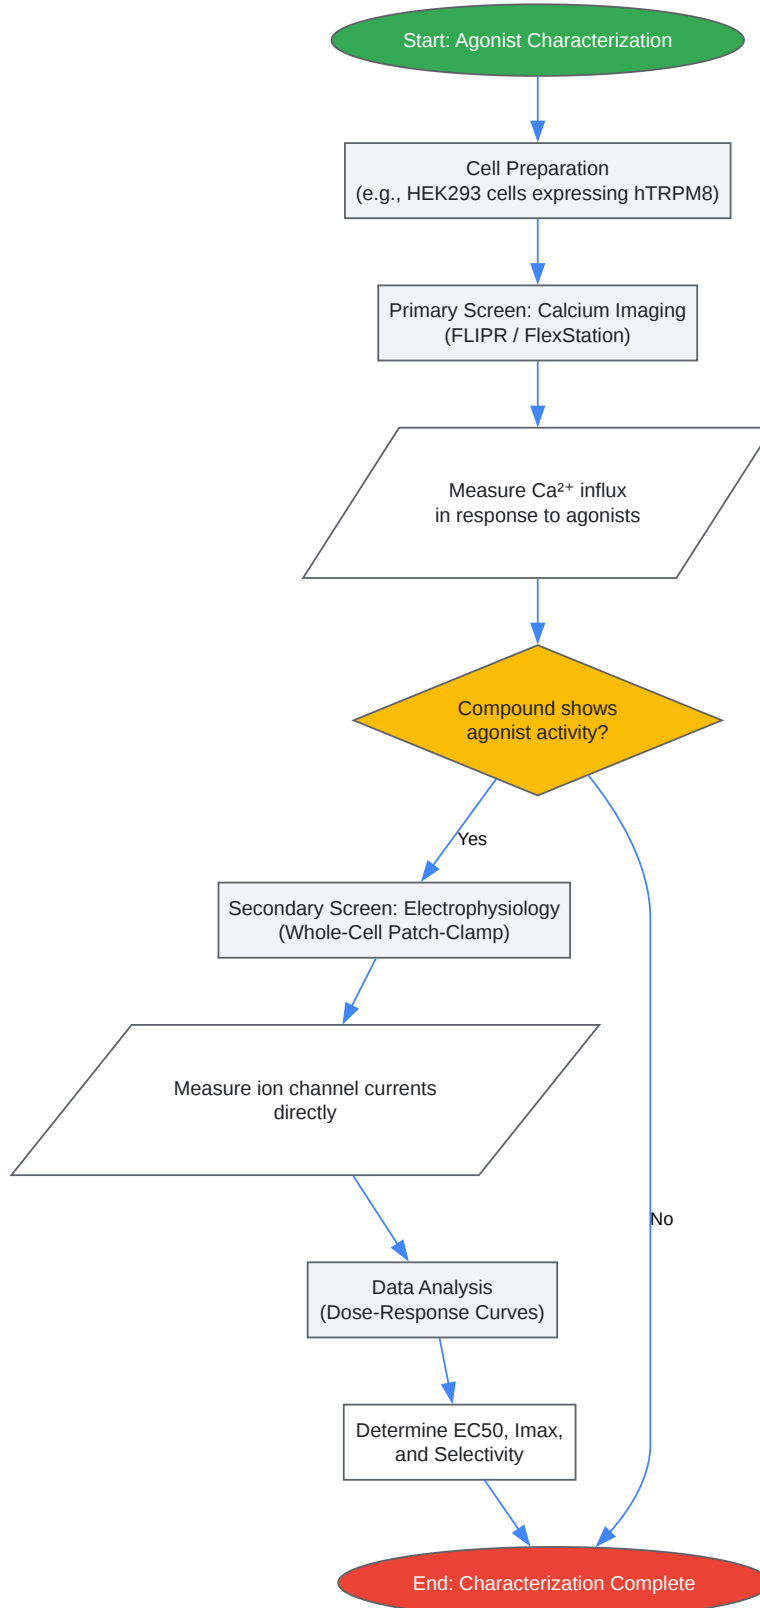 Start: Agonist Characterization
Cell Preparation
(e.g., HEK293 cells expressing hTRPM8)
Primary Screen: Calcium Imaging
(FLIPR / FlexStation)
Measure Ca²⁺ influx
in response to agonists
Compound shows
agonist activity?
Yes
Secondary Screen: Electrophysiology
(Whole-Cell Patch-Clamp)
Measure ion channel currents
directly
No
Data Analysis
(Dose-Response Curves)
Determine EC50, Imax,
and Selectivity
End: Characterization Complete